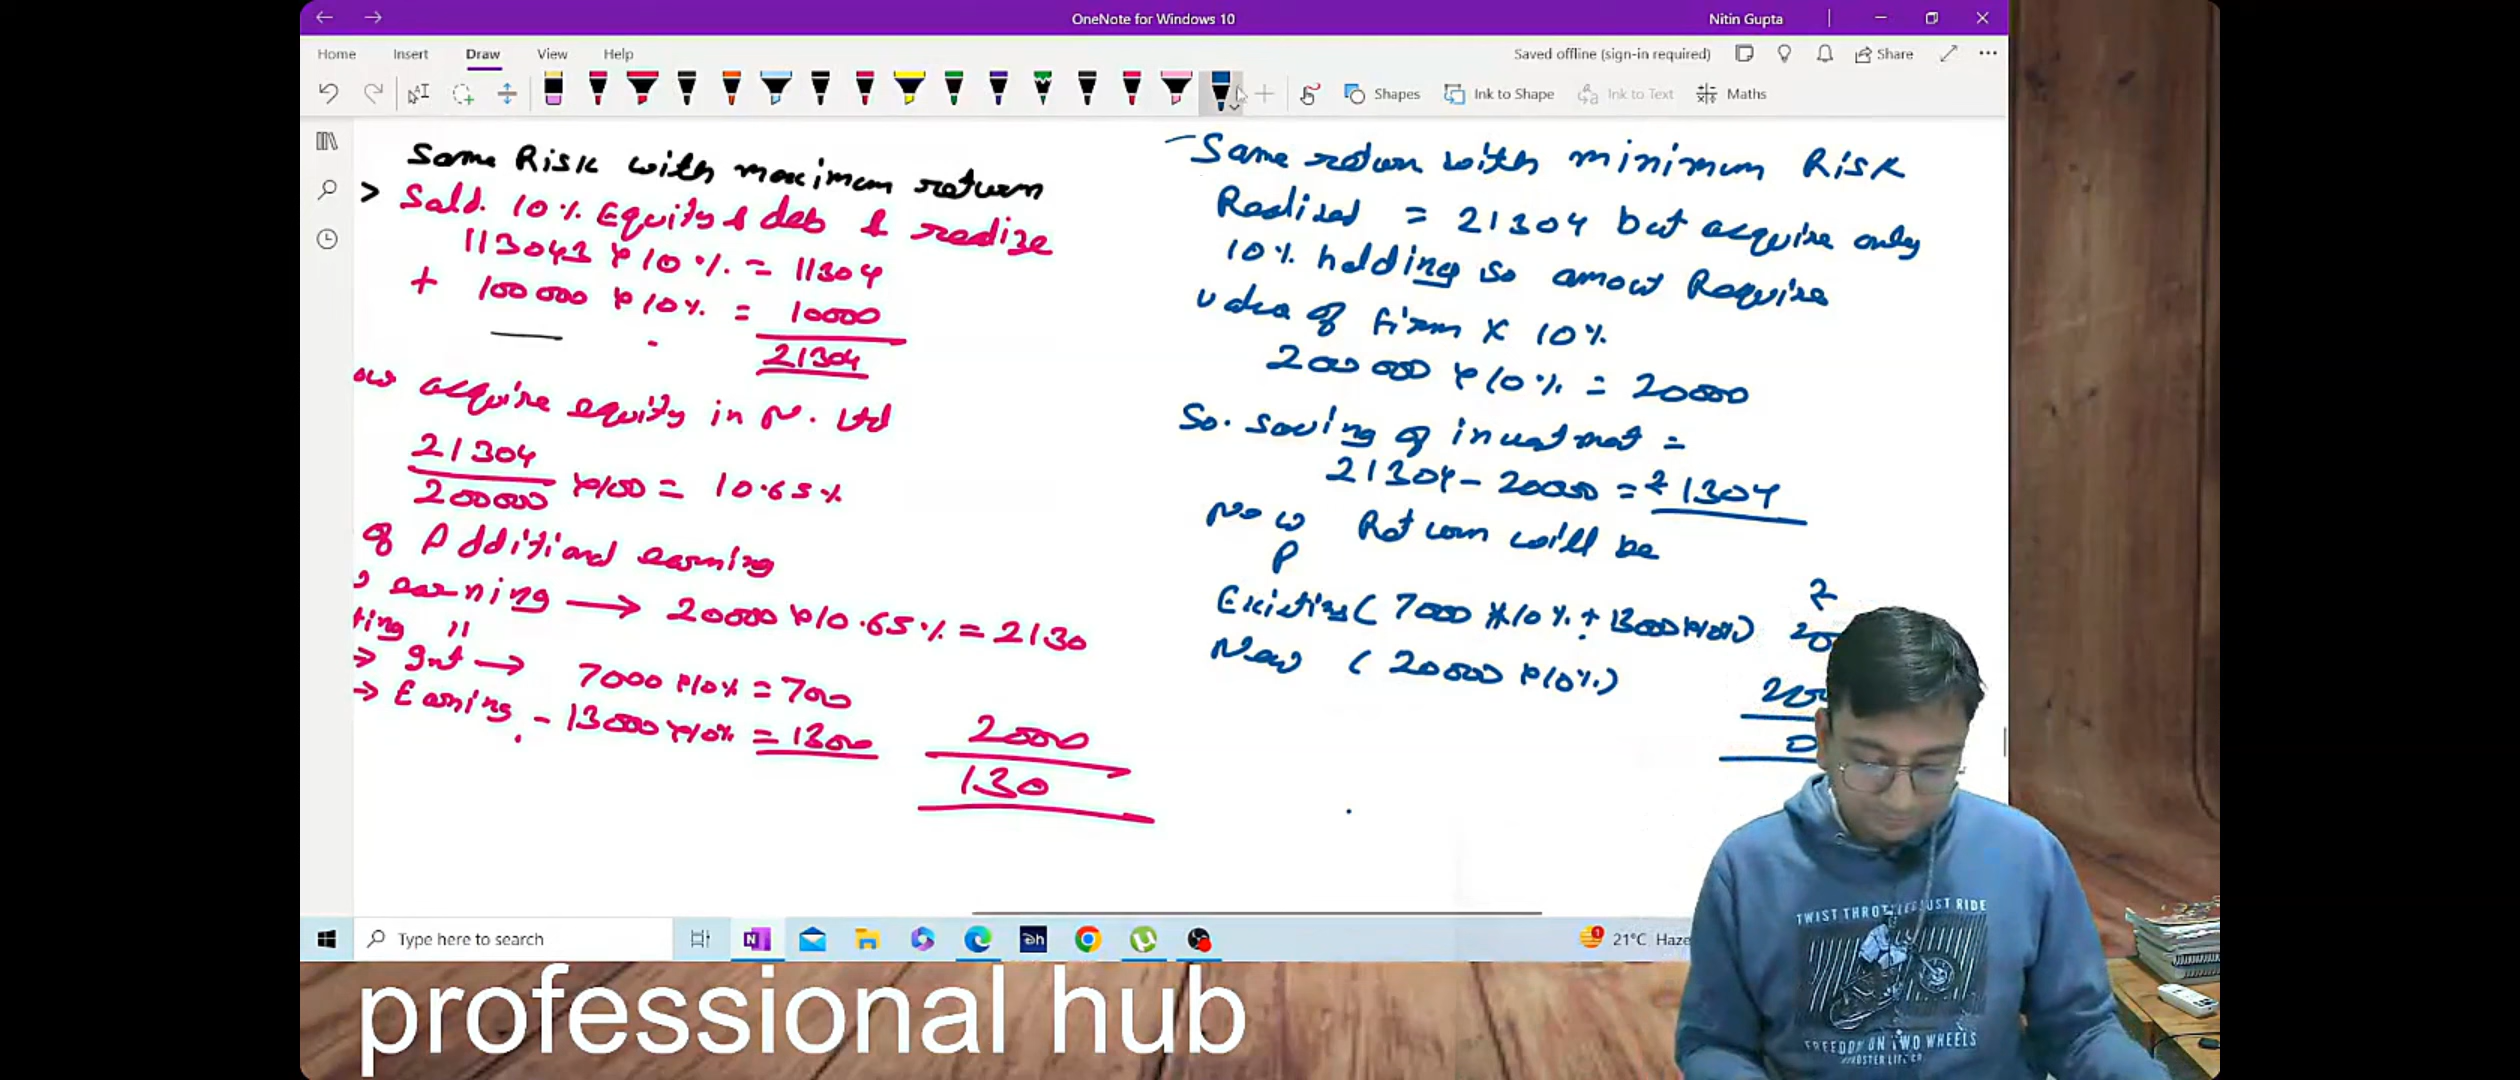 OneNote for Windows 10
Nitin Gupta
Home Insert Draw View Help
Saved offline (sign-in required) Share
Shapes Ink to Shape Ink to Text Maths
Same Risk with maximum return
> Sold. 10% Equity & deb & realize
113043 × 10% = 11304
+ 100000 × 10% = 10000
21304
acquire equity in N. Ltd
21304
200000 × 100 = 10.65%
of Additional earning
earning → 20000 × 10.65% = 2130
ting "
→ Int → 7000 × 10% = 700
→ Earning - 13000 × 10% = 1300
2000
130
Same return with minimum Risk
Realized = 21304 but acquire only
10% holding so amount Require
value of firm × 10%
200000 × 10% = 20000
So. saving of investment =
21304 - 20000 = ₹1304
Now Return will be
P
Existing ( 7000 × 10% + 13000 × 10%)
New ( 20000 × 10%)
0
Type here to search
21°C Haze
professional hub
TWIST THROTTLE JUST RIDE
FREEDOM ON TWO WHEELS